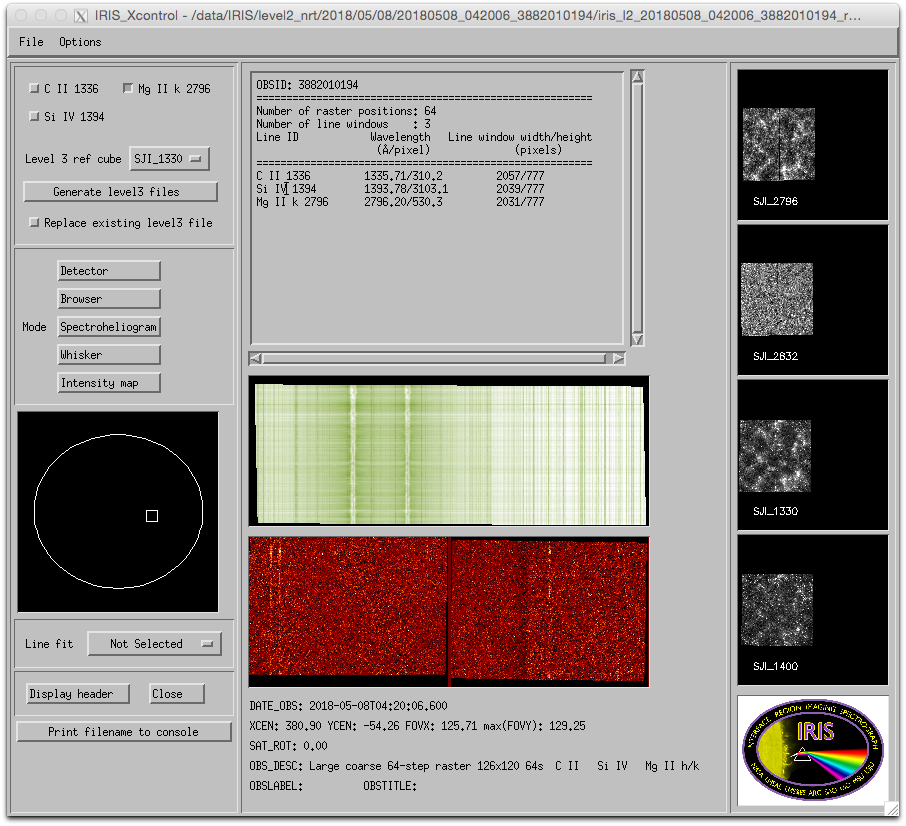 IRIS_Xcontrol - /data/IRIS/level2_nrt/2018/05/08/20180508_042006_3882010194/iris_l2_20180508_042006_3882010194_r...
File Options
C II 1336 Mg II k 2796
Si IV 1394
Level 3 ref cube SJI_1330
Generate level3 files
Replace existing level3 file
Detector
Browser
Mode Spectroheliogram
Whisker
Intensity map
Line fit Not Selected
Display header Close
Print filename to console
OBSID: 3882010194
========================================================
Number of raster positions: 64
Number of line windows : 3
Line ID Wavelength Line window width/height
(Å/pixel) (pixels)
========================================================
C II 1336 1335.71/310.2 2057/777
Si IV 1394 1393.78/3103.1 2039/777
Mg II k 2796 2796.20/530.3 2031/777
DATE_OBS: 2018-05-08T04:20:06.600
XCEN: 380.90 YCEN: -54.26 FOVX: 125.71 max(FOVY): 129.25
SAT_ROT: 0.00
OBS_DESC: Large coarse 64-step raster 126x120 64s C II Si IV Mg II h/k
OBSLABEL: OBSTITLE:
SJI_2796
SJI_2832
SJI_1330
SJI_1400
INTERFACE REGION IMAGING SPECTROGRAPH
IRIS